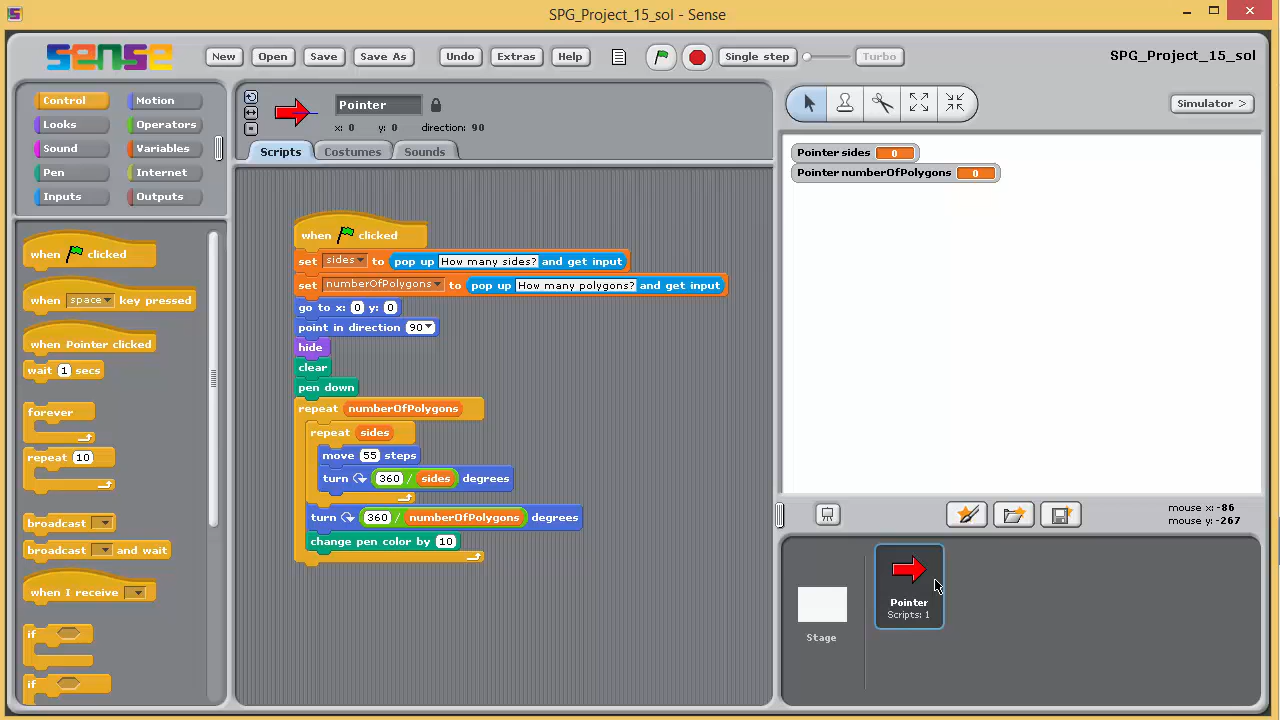 SPG_Project_15_sol - Sense
sense
New Open Save Save As Undo Extras Help Single step Turbo SPG_Project_15_sol
Control Motion
Looks Operators
Sound Variables
Pen Internet
Inputs Outputs
Pointer
x: 0 y: 0 direction: 90
Scripts Costumes Sounds
Simulator >
when clicked
when space key pressed
when Pointer clicked
wait 1 secs
forever
repeat 10
broadcast
broadcast and wait
when I receive
if
if
when clicked
set sides to pop up How many sides? and get input
set numberOfPolygons to pop up How many polygons? and get input
go to x: 0 y: 0
point in direction 90
hide
clear
pen down
repeat numberOfPolygons
repeat sides
move 55 steps
turn 360 / sides degrees
turn 360 / numberOfPolygons degrees
change pen color by 10
Pointer sides 0
Pointer numberOfPolygons 0
mouse x: -86
mouse y: -267
Stage
Pointer
Scripts: 1